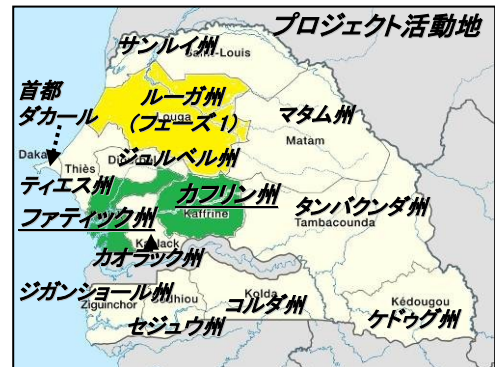 プロジェクト活動地
サンルイ州
Saint-Louis
首都
ダカール
ルーガ州
(フェーズ1)
Louga
マタム州
Matam
Dakar
Thiès
ジュルベル州
ティエス州
カフリン州
Kaffrine
ファティック州
タンバクンダ州
Tambacounda
カオラック州
ジガンショール州
Ziguinchor
セジュウ州
Kolda
コルダ州
Kédougou
ケドゥグ州